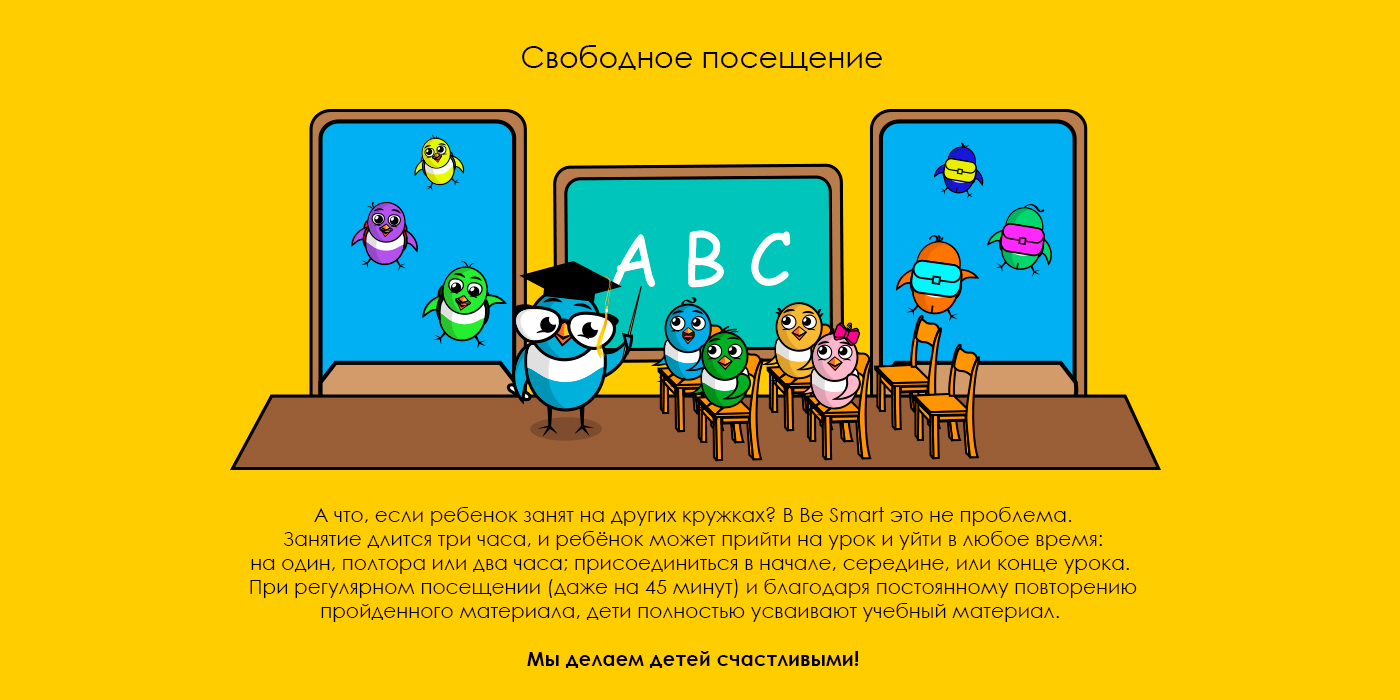 Свободное посещение
A B C
А что, если ребенок занят на других кружках? В Be Smart это не проблема.
Занятие длится три часа, и ребёнок может прийти на урок и уйти в любое время:
на один, полтора или два часа; присоединиться в начале, середине, или конце урока.
При регулярном посещении (даже на 45 минут) и благодаря постоянному повторению
пройденного материала, дети полностью усваивают учебный материал.
Мы делаем детей счастливыми!